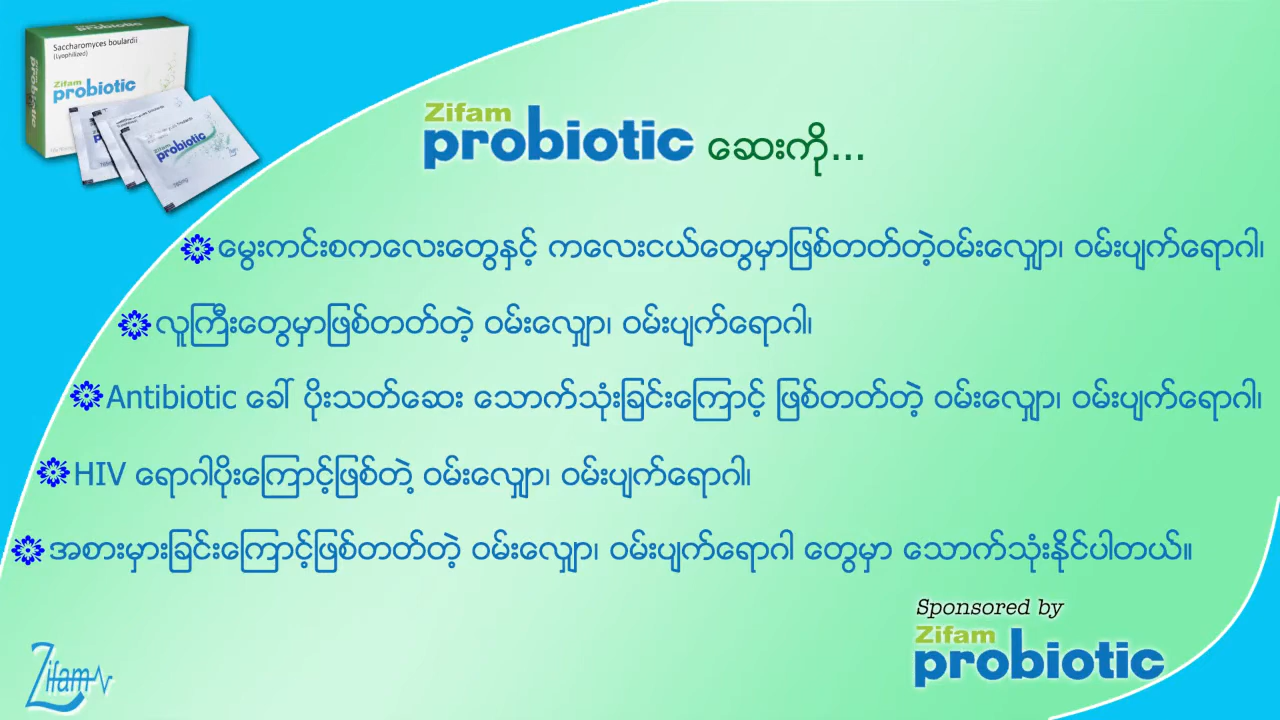 probiotic
Saccharomyces boulardii
(Lyophilized)
Zifam
probiotic
probiotic
probiotic
Zifam
probiotic ဆေးကို...
မွေးကင်းစကလေးတွေနှင့် ကလေးငယ်တွေမှာဖြစ်တတ်တဲ့ဝမ်းလျှော၊ ဝမ်းပျက်ရောဂါ၊
လူကြီးတွေမှာဖြစ်တတ်တဲ့ ဝမ်းလျှော၊ ဝမ်းပျက်ရောဂါ၊
Antibiotic ခေါ် ပိုးသတ်ဆေး သောက်သုံးခြင်းကြောင့် ဖြစ်တတ်တဲ့ ဝမ်းလျှော၊ ဝမ်းပျက်ရောဂါ၊
HIV ရောဂါပိုးကြောင့်ဖြစ်တဲ့ ဝမ်းလျှော၊ ဝမ်းပျက်ရောဂါ၊
အစားမှားခြင်းကြောင့်ဖြစ်တတ်တဲ့ ဝမ်းလျှော၊ ဝမ်းပျက်ရောဂါ တွေမှာ သောက်သုံးနိုင်ပါတယ်။
Sponsored by
Zifam
probiotic
Zifam